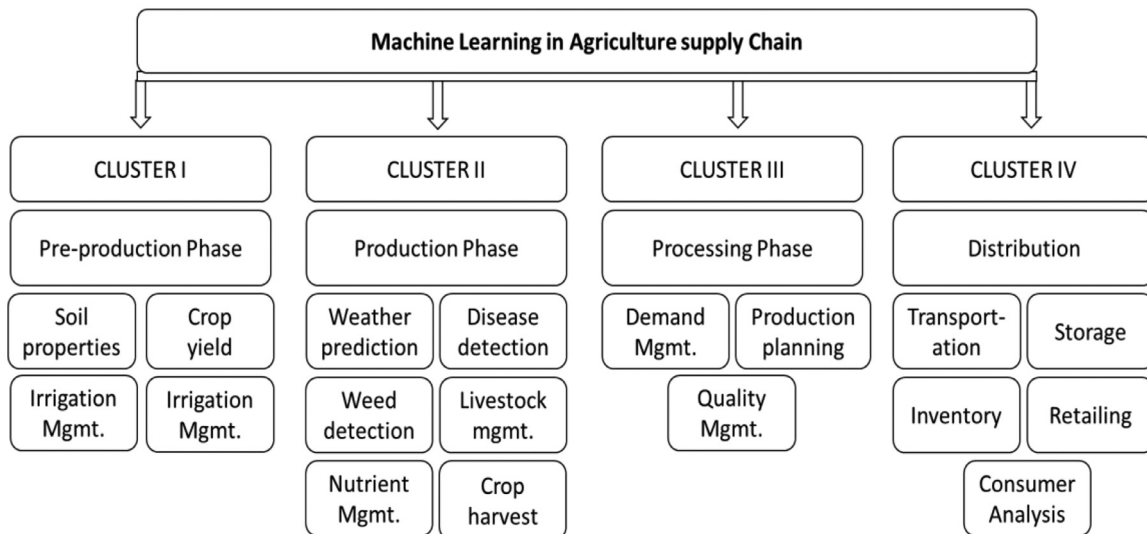 Machine Learning in Agriculture supply Chain
CLUSTER I
CLUSTER II
CLUSTER III
CLUSTER IV
Pre-production Phase
Production Phase
Processing Phase
Distribution
Soil
properties
Crop
yield
Irrigation
Mgmt.
Irrigation
Mgmt.
Weather
prediction
Disease
detection
Weed
detection
Livestock
mgmt.
Nutrient
Mgmt.
Crop
harvest
Demand
Mgmt.
Production
planning
Quality
Mgmt.
Transport-
ation
Storage
Inventory
Retailing
Consumer
Analysis